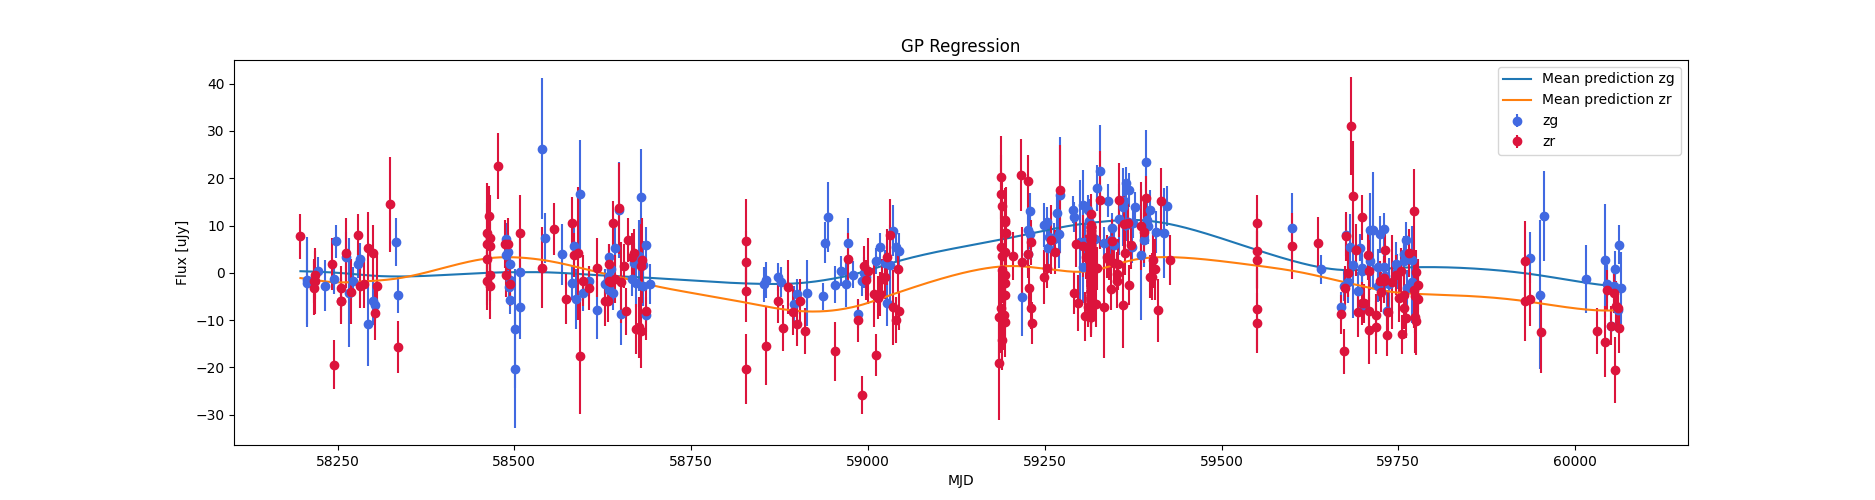 GP Regression
Flux [uJy]
40
30
20
10
0
−10
−20
−30
58250
58500
58750
59000
59250
59500
59750
60000
MJD
Mean prediction zg
Mean prediction zr
zg
zr